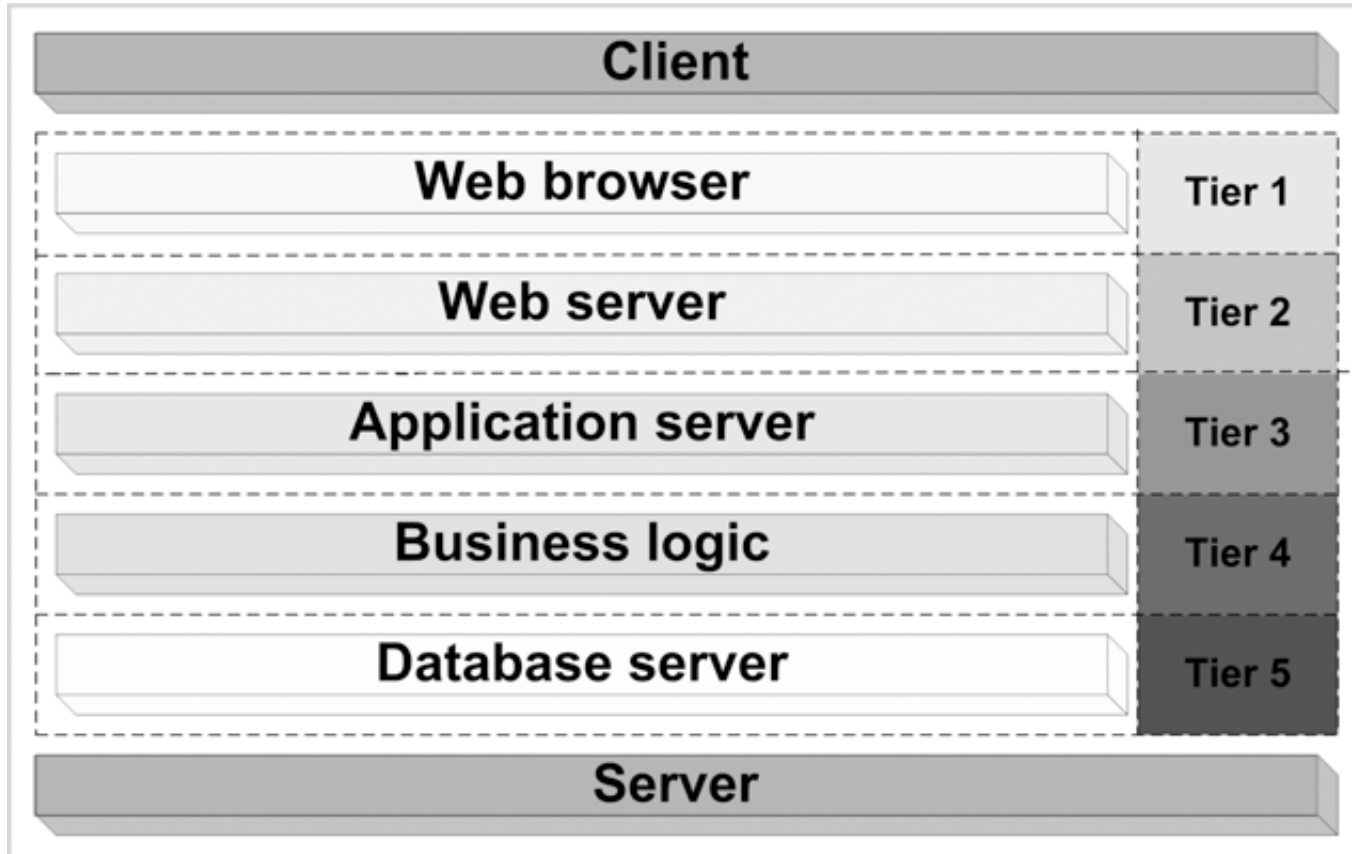 Client
Web browser
Tier 1
Web server
Tier 2
Application server
Tier 3
Business logic
Tier 4
Database server
Tier 5
Server